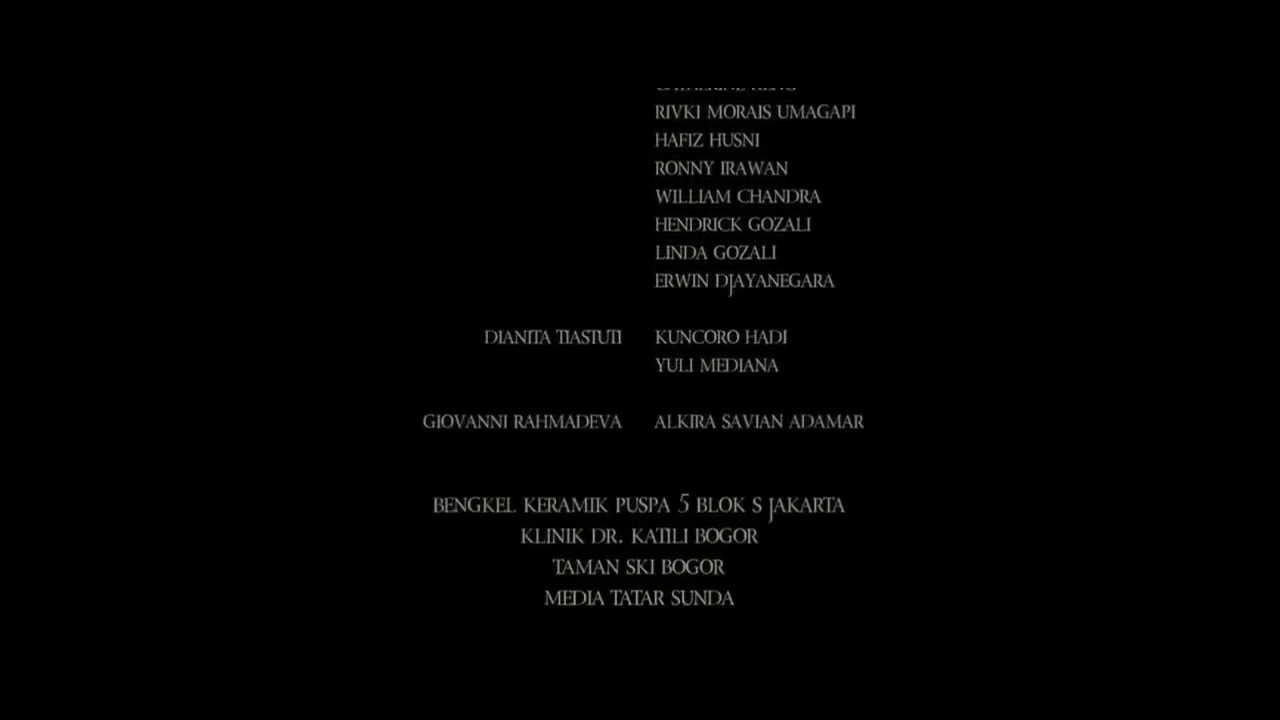 RIVKI MORAIS UMAGAPI
HAFIZ HUSNI
RONNY IRAWAN
WILLIAM CHANDRA
HENDRICK GOZALI
LINDA GOZALI
ERWIN DJAYANEGARA
DIANITA TIASTUTI KUNCORO HADI
YULI MEDIANA
GIOVANNI RAHMADEVA ALKIRA SAVIAN ADAMAR
BENGKEL KERAMIK PUSPA 5 BLOK S JAKARTA
KLINIK DR. KATILI BOGOR
TAMAN SKI BOGOR
MEDIA TATAR SUNDA